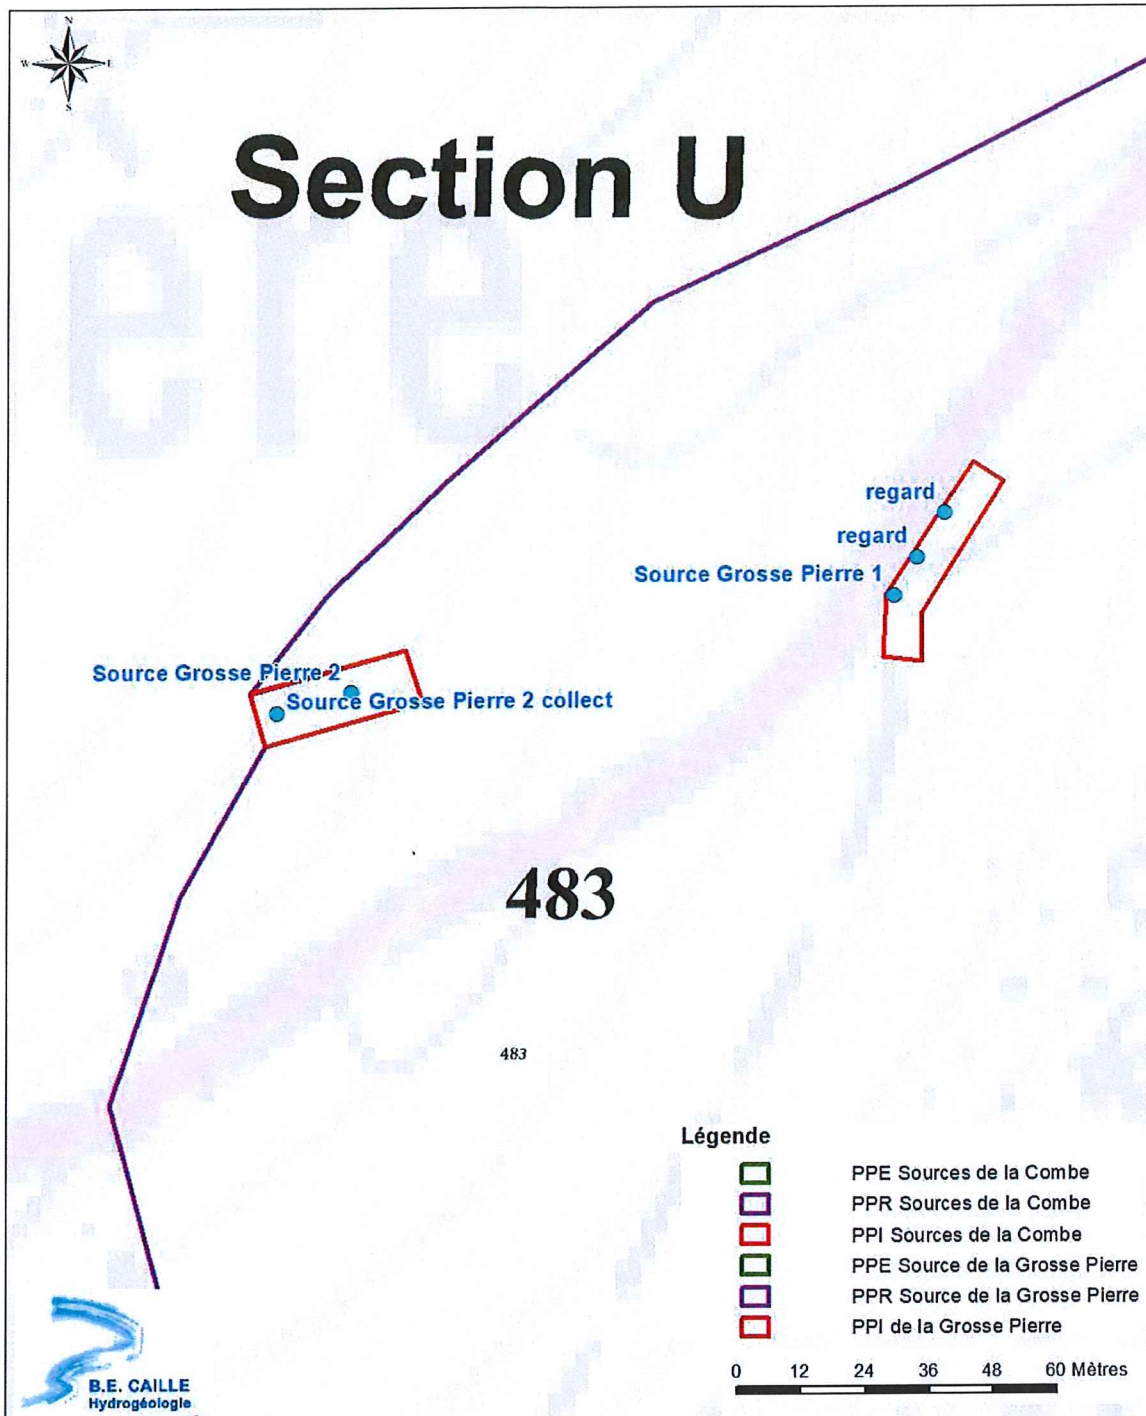 N
W E
S
Section U
ere
regard
regard
Source Grosse Pierre 1
Source Grosse Pierre 2
Source Grosse Pierre 2 collect
483
483
Légende
PPE Sources de la Combe
PPR Sources de la Combe
PPI Sources de la Combe
PPE Source de la Grosse Pierre
PPR Source de la Grosse Pierre
PPI de la Grosse Pierre
0 12 24 36 48 60 Mètres
B.E. CAILLE
Hydrogéologie